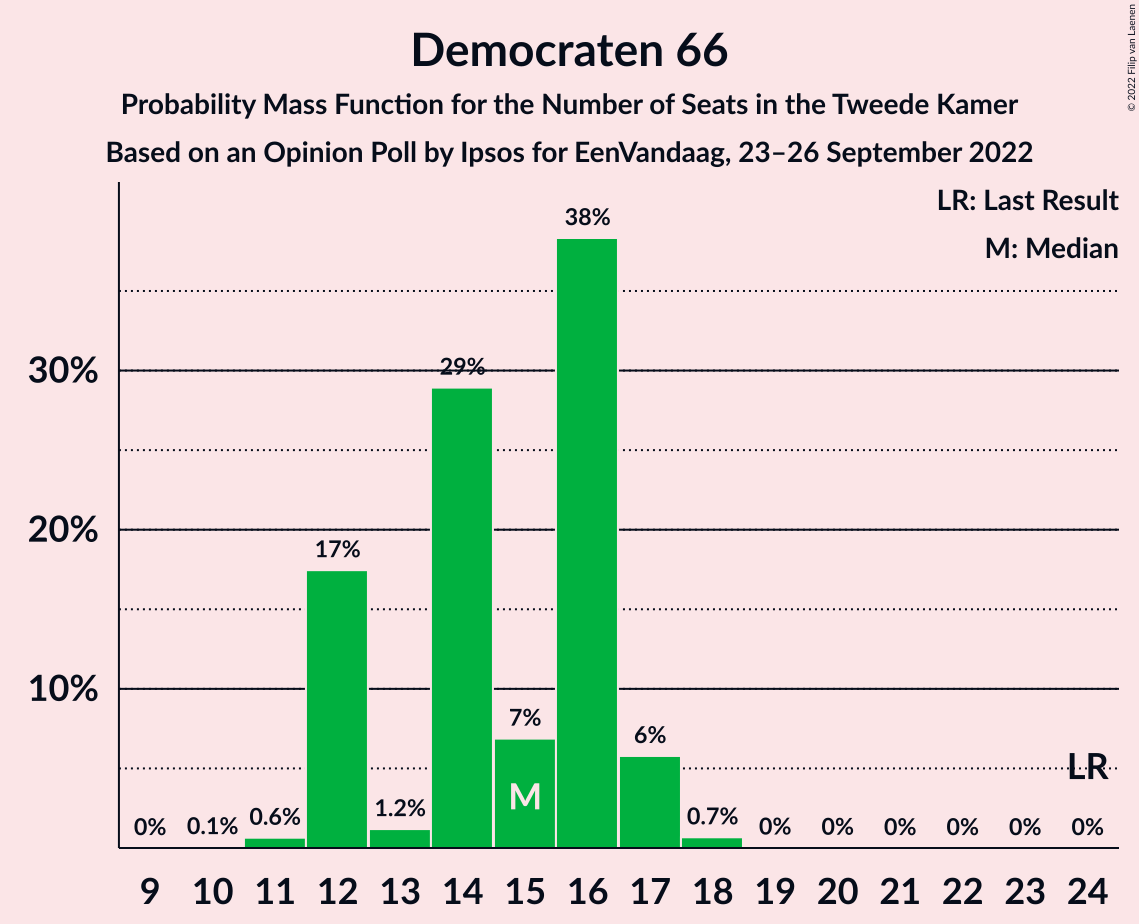 Democraten 66
Probability Mass Function for the Number of Seats in the Tweede Kamer
Based on an Opinion Poll by Ipsos for EenVandaag, 23–26 September 2022
© 2022 Filip van Laenen
LR: Last Result
M: Median
38%
30%
29%
20%
17%
10%
7%
6%
LR
M
0%
0.1%
0.6%
1.2%
0.7%
0%
0%
0%
0%
0%
0%
9 10 11 12 13 14 15 16 17 18 19 20 21 22 23 24